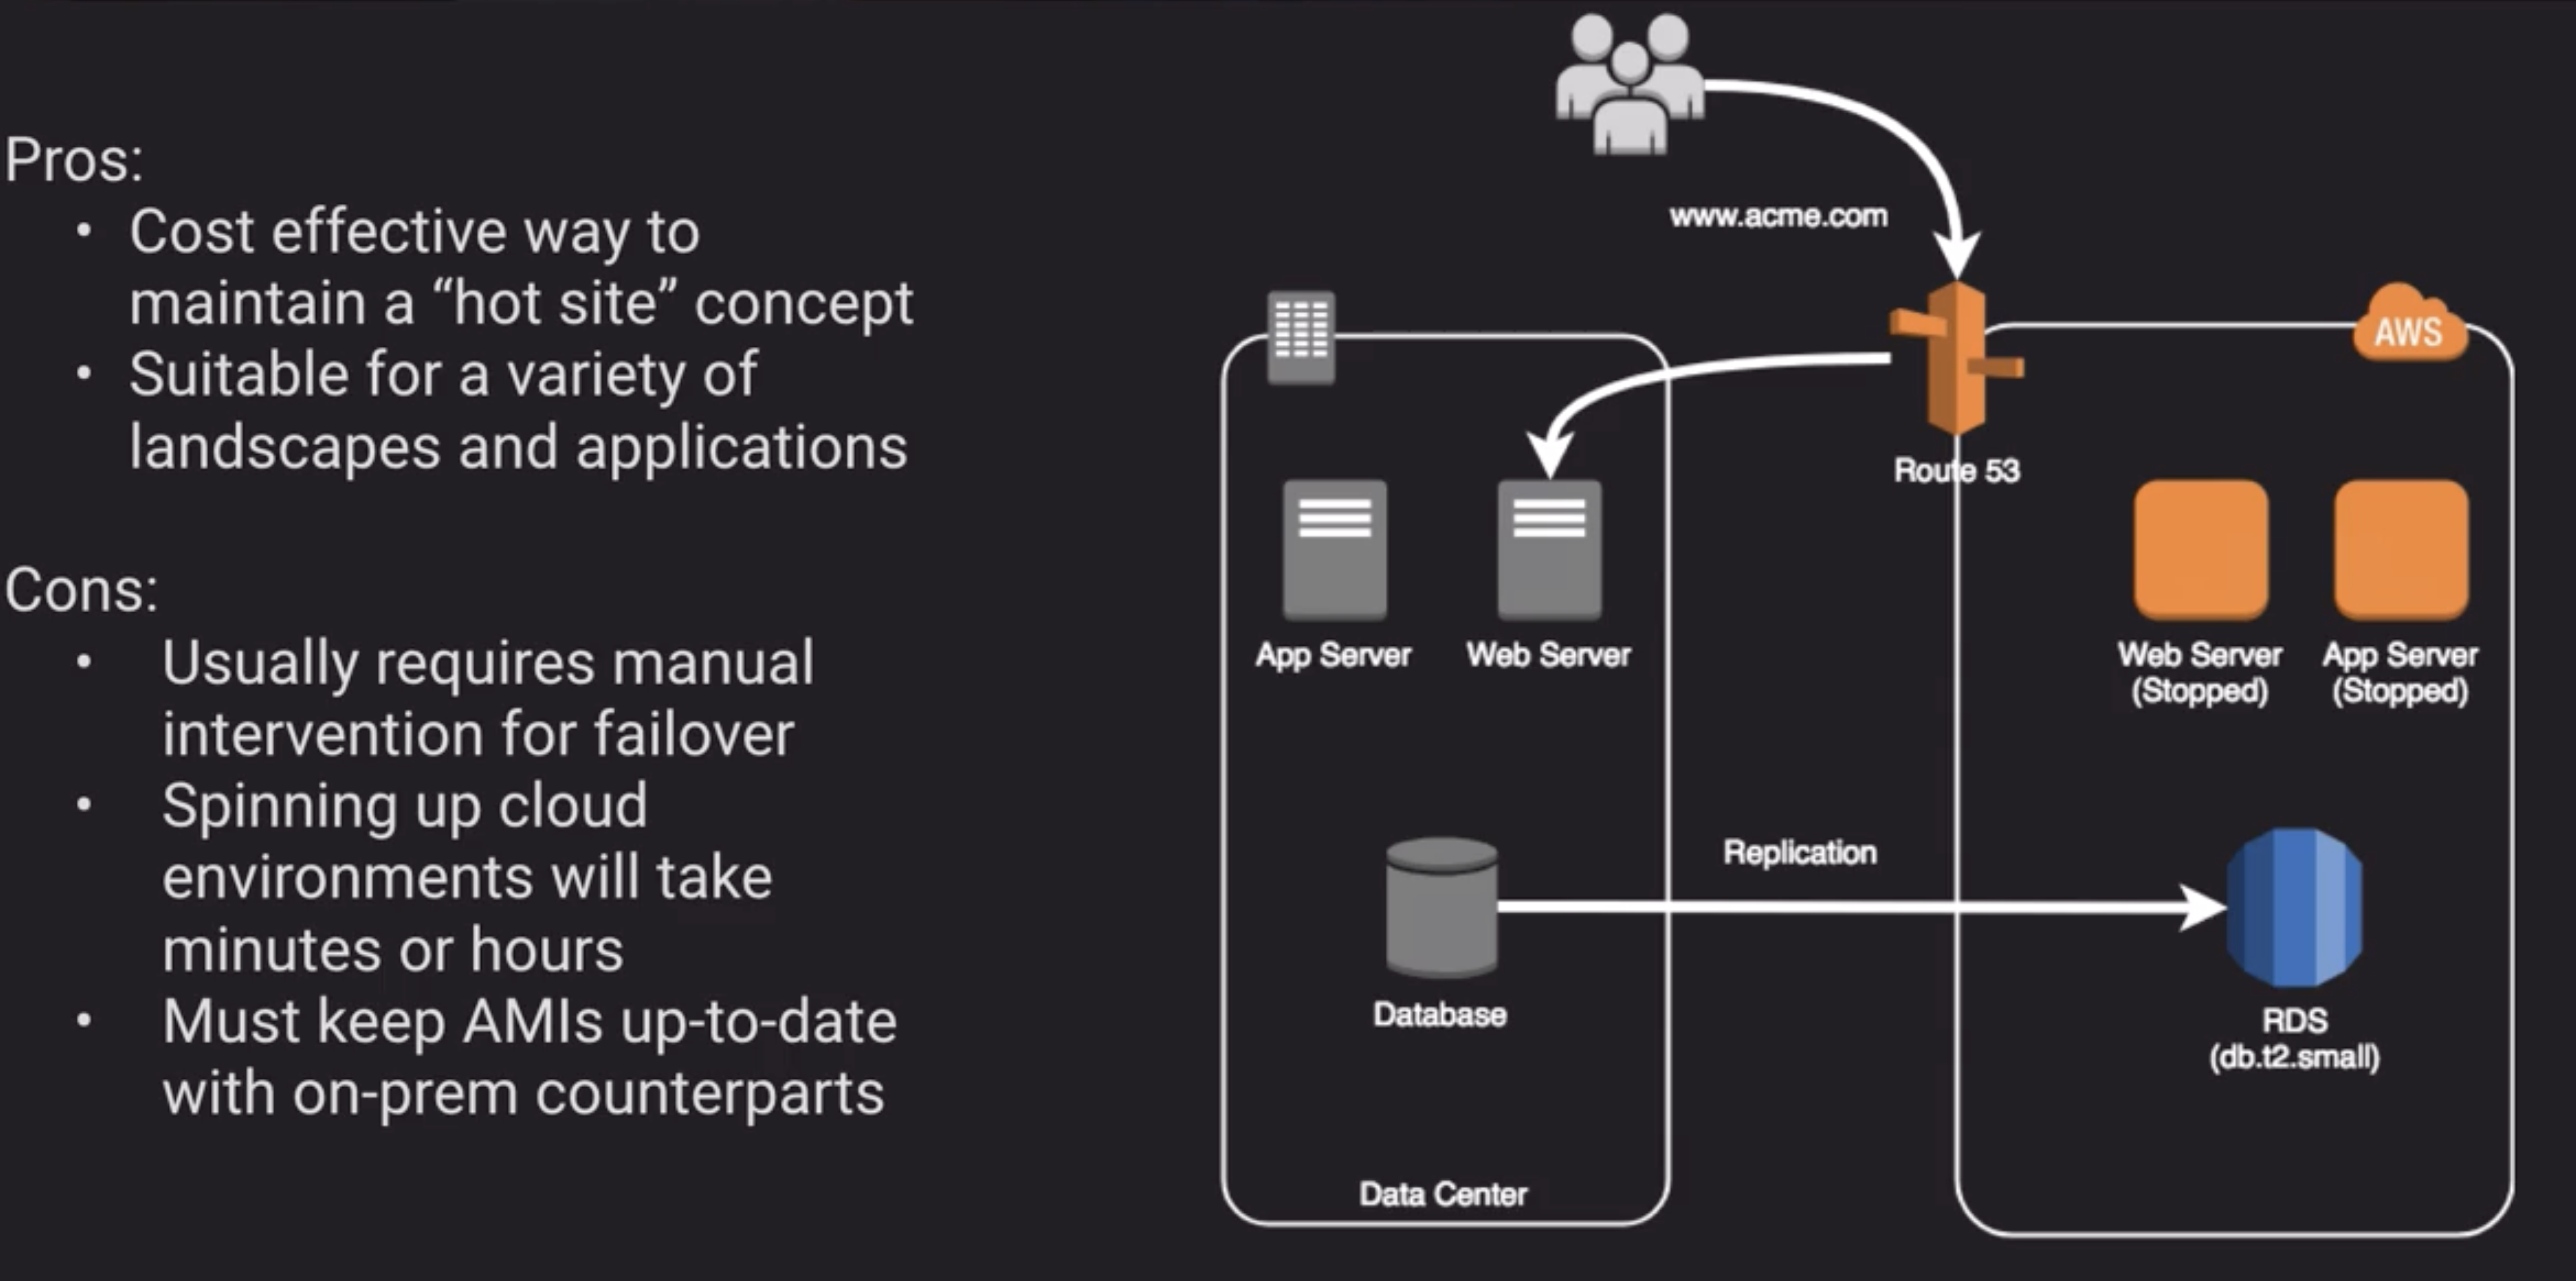 Pros:
• Cost effective way to
maintain a “hot site” concept
• Suitable for a variety of
landscapes and applications
Cons:
• Usually requires manual
intervention for failover
• Spinning up cloud
environments will take
minutes or hours
• Must keep AMIs up-to-date
with on-prem counterparts
www.acme.com
AWS
Route 53
App Server
Web Server
Web Server
(Stopped)
App Server
(Stopped)
Replication
Database
RDS
(db.t2.small)
Data Center